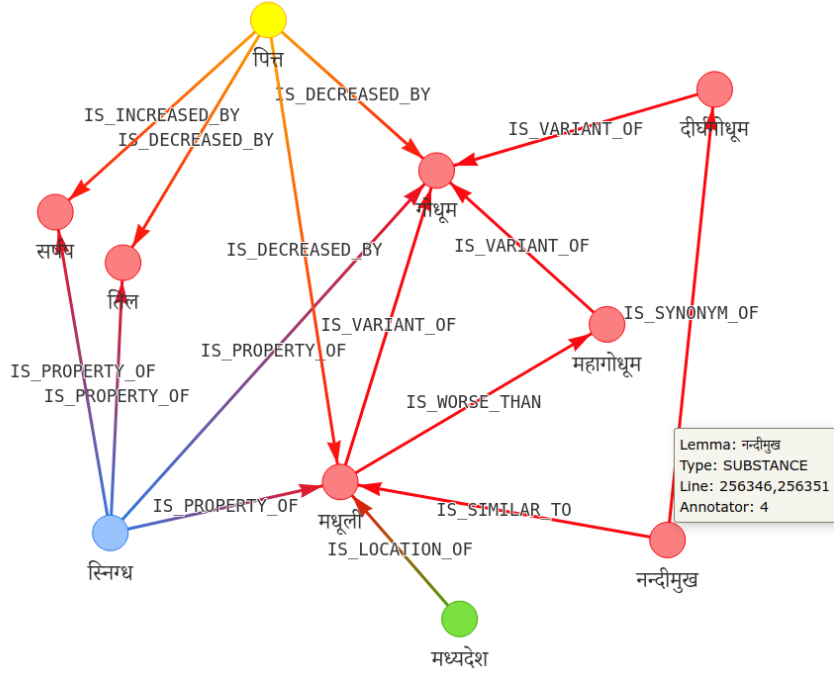 पित्त
IS_DECREASED_BY
IS_INCREASED_BY
IS_DECREASED_BY
IS_VARIANT_OF
दीर्घगोधूम
गोधूम
सर्षप
IS_DECREASED_BY
IS_VARIANT_OF
तिल
IS_SYNONYM_OF
IS_VARIANT_OF
IS_PROPERTY_OF
महागोधूम
IS_PROPERTY_OF
IS_PROPERTY_OF
IS_WORSE_THAN
Lemma: नन्दीमुख
Type: SUBSTANCE
Line: 256346,256351
Annotator: 4
IS_PROPERTY_OF
IS_SIMILAR_TO
मधूली
IS_LOCATION_OF
स्निग्ध
नन्दीमुख
मध्यदेश